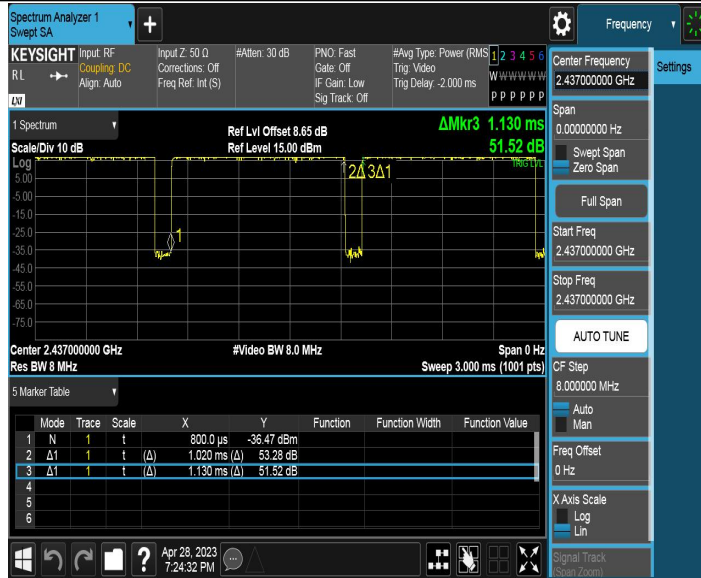 Spectrum Analyzer 1
Swept SA
+
Frequency
KEYSIGHT
RL
LXI
Input: RF
Coupling: DC
Align: Auto
Input Z: 50 Ω
Corrections: Off
Freq Ref: Int (S)
#Atten: 30 dB
PNO: Fast
Gate: Off
IF Gain: Low
Sig Track: Off
#Avg Type: Power (RMS
Trig: Video
Trig Delay: -2.000 ms
1 2 3 4 5 6
W W W W W W
P P P P P P
Settings
Center Frequency
2.437000000 GHz
Span
0.00000000 Hz
Swept Span
Zero Span
Full Span
Start Freq
2.437000000 GHz
Stop Freq
2.437000000 GHz
AUTO TUNE
CF Step
8.000000 MHz
Auto
Man
Freq Offset
0 Hz
X Axis Scale
Log
Lin
Signal Track
(Span Zoom)
1 Spectrum
Scale/Div 10 dB
Ref Lvl Offset 8.65 dB
Ref Level 15.00 dBm
ΔMkr3 1.130 ms
51.52 dB
Log
TRIG LVL
5.00
-5.00
-15.0
-25.0
-35.0
-45.0
-55.0
-65.0
-75.0
1
2Δ 3Δ1
Center 2.437000000 GHz
#Video BW 8.0 MHz
Span 0 Hz
Res BW 8 MHz
Sweep 3.000 ms (1001 pts)
5 Marker Table
Mode Trace Scale X Y Function Function Width Function Value
1 N 1 t 800.0 µs -36.47 dBm
2 Δ1 1 t (Δ) 1.020 ms (Δ) 53.28 dB
3 Δ1 1 t (Δ) 1.130 ms (Δ) 51.52 dB
4
5
6
?
Apr 28, 2023
7:24:32 PM